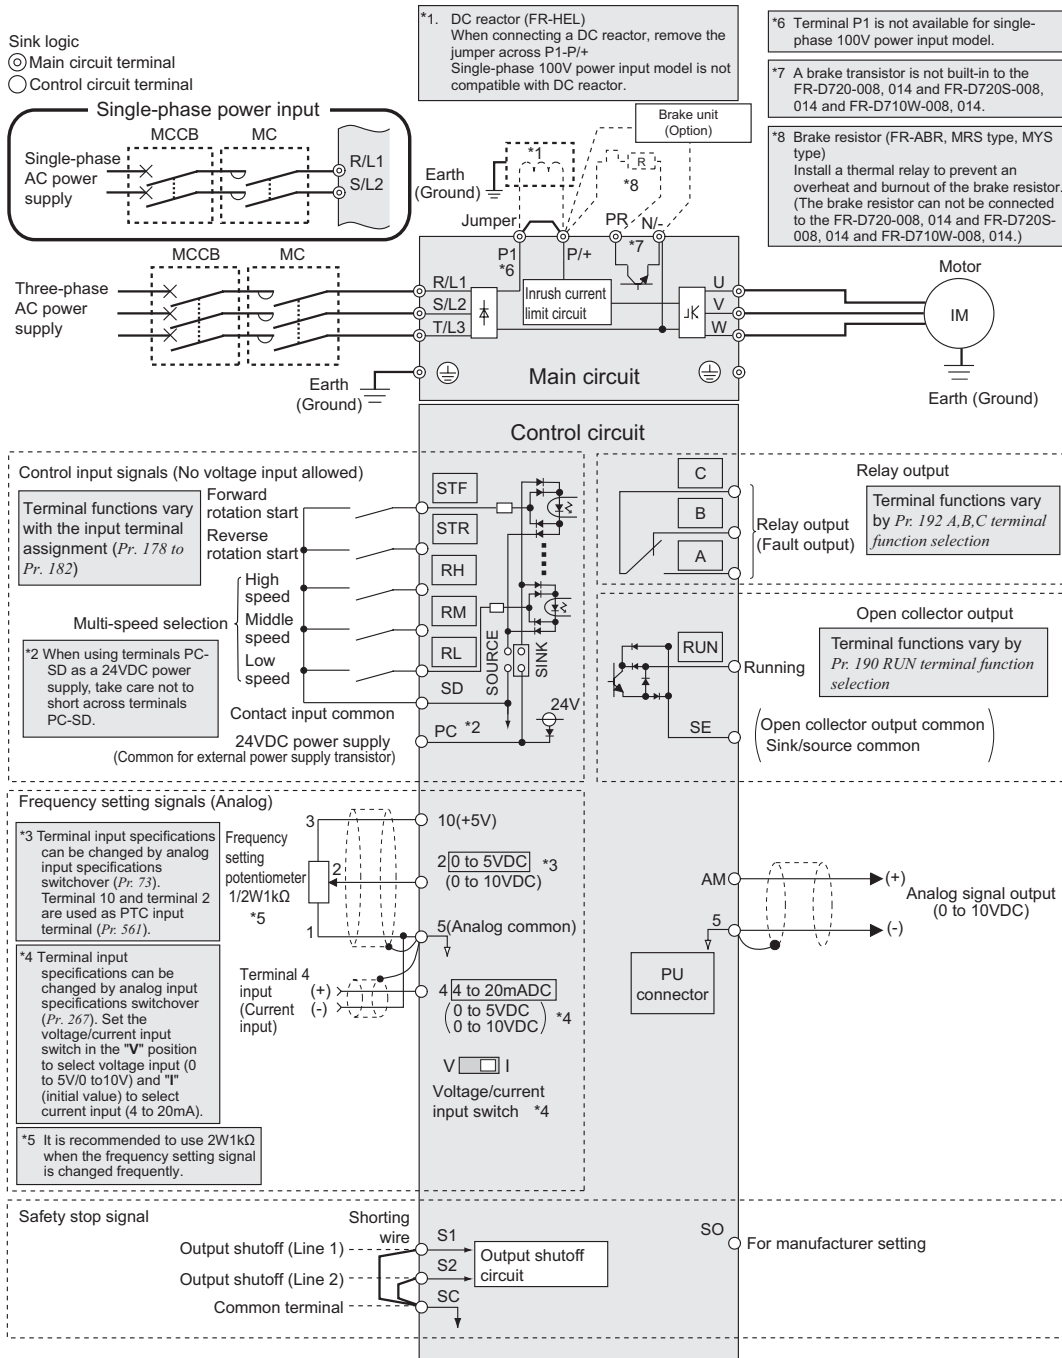 Sink logic
Main circuit terminal
Control circuit terminal
*1. DC reactor (FR-HEL)
When connecting a DC reactor, remove the
jumper across P1-P/+
Single-phase 100V power input model is not
compatible with DC reactor.
*6 Terminal P1 is not available for single-
phase 100V power input model.
*7 A brake transistor is not built-in to the
FR-D720-008, 014 and FR-D720S-008,
014 and FR-D710W-008, 014.
*8 Brake resistor (FR-ABR, MRS type, MYS
type)
Install a thermal relay to prevent an
overheat and burnout of the brake resistor.
(The brake resistor can not be connected
to the FR-D720-008, 014 and FR-D720S-
008, 014 and FR-D710W-008, 014.)
Single-phase power input
MCCB
MC
Single-phase
AC power
supply
R/L1
S/L2
Brake unit
(Option)
*1
R
*8
Earth
(Ground)
Jumper
PR
N/-
P1
*6
P/+
*7
MCCB
MC
Three-phase
AC power
supply
R/L1
S/L2
T/L3
Inrush current
limit circuit
U
V
W
Motor
IM
Earth
(Ground)
Main circuit
Earth (Ground)
Control circuit
Control input signals (No voltage input allowed)
Terminal functions vary
with the input terminal
assignment (Pr. 178 to
Pr. 182)
Forward
rotation start
Reverse
rotation start
High
speed
Multi-speed selection
Middle
speed
Low
speed
*2 When using terminals PC-
SD as a 24VDC power
supply, take care not to
short across terminals
PC-SD.
Contact input common
24VDC power supply
(Common for external power supply transistor)
STF
STR
RH
RM
RL
SD
PC *2
SOURCE
SINK
24V
C
B
A
Relay output
Relay output
(Fault output)
Terminal functions vary
by Pr. 192 A,B,C terminal
function selection
Open collector output
RUN
Running
Terminal functions vary by
Pr. 190 RUN terminal function
selection
SE
Open collector output common
Sink/source common
Frequency setting signals (Analog)
*3 Terminal input specifications
can be changed by analog
input specifications
switchover (Pr. 73).
Terminal 10 and terminal 2
are used as PTC input
terminal (Pr. 561).
*4 Terminal input
specifications can be
changed by analog input
specifications switchover
(Pr. 267). Set the
voltage/current input
switch in the "V" position
to select voltage input (0
to 5V/0 to10V) and "I"
(initial value) to select
current input (4 to 20mA).
*5 It is recommended to use 2W1kΩ
when the frequency setting signal
is changed frequently.
Frequency
setting
potentiometer
1/2W1kΩ
*5
3
2
1
Terminal 4
input
(Current
input)
(+)
(-)
10(+5V)
2 0 to 5VDC *3
(0 to 10VDC)
5(Analog common)
4 4 to 20mADC
0 to 5VDC
0 to 10VDC
*4
V I
Voltage/current
input switch *4
AM
5
(+)
(-)
Analog signal output
(0 to 10VDC)
PU
connector
Safety stop signal
Shorting
wire
Output shutoff (Line 1)
Output shutoff (Line 2)
Common terminal
S1
S2
SC
Output shutoff
circuit
SO
For manufacturer setting